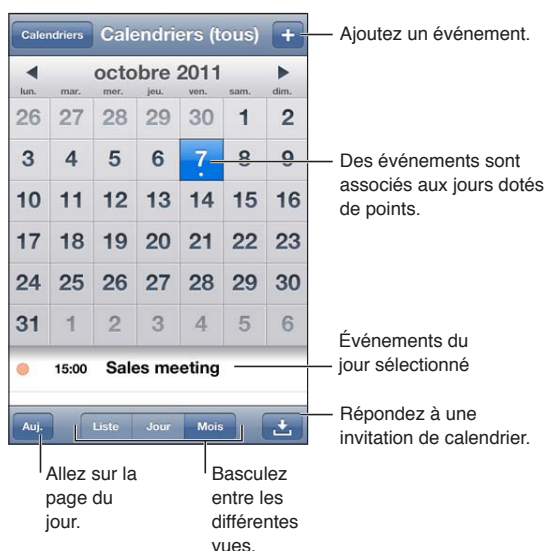 Calendriers Calendriers (tous) +
Ajoutez un événement.
octobre 2011
lun. mar. mer. jeu. ven. sam. dim.
26 27 28 29 30 1 2
3 4 5 6 7 8 9
Des événements sont
associés aux jours dotés
de points.
10 11 12 13 14 15 16
17 18 19 20 21 22 23
24 25 26 27 28 29 30
31 1 2 3 4 5 6
Événements du
jour sélectionné
15:00 Sales meeting
Auj. Liste Jour Mois
Répondez à une
invitation de calendrier.
Allez sur la
page du
jour.
Basculez
entre les
différentes
vues.